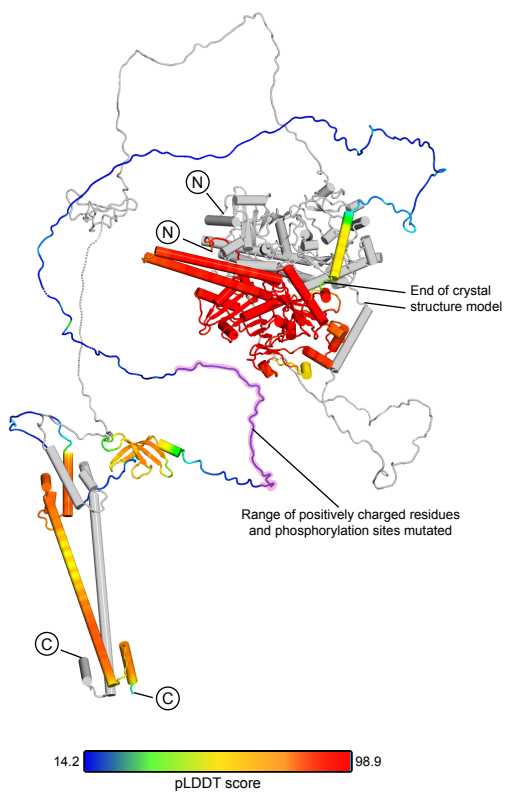 N
N
End of crystal
structure model
Range of positively charged residues
and phosphorylation sites mutated
C
C
14.2
98.9
pLDDT score